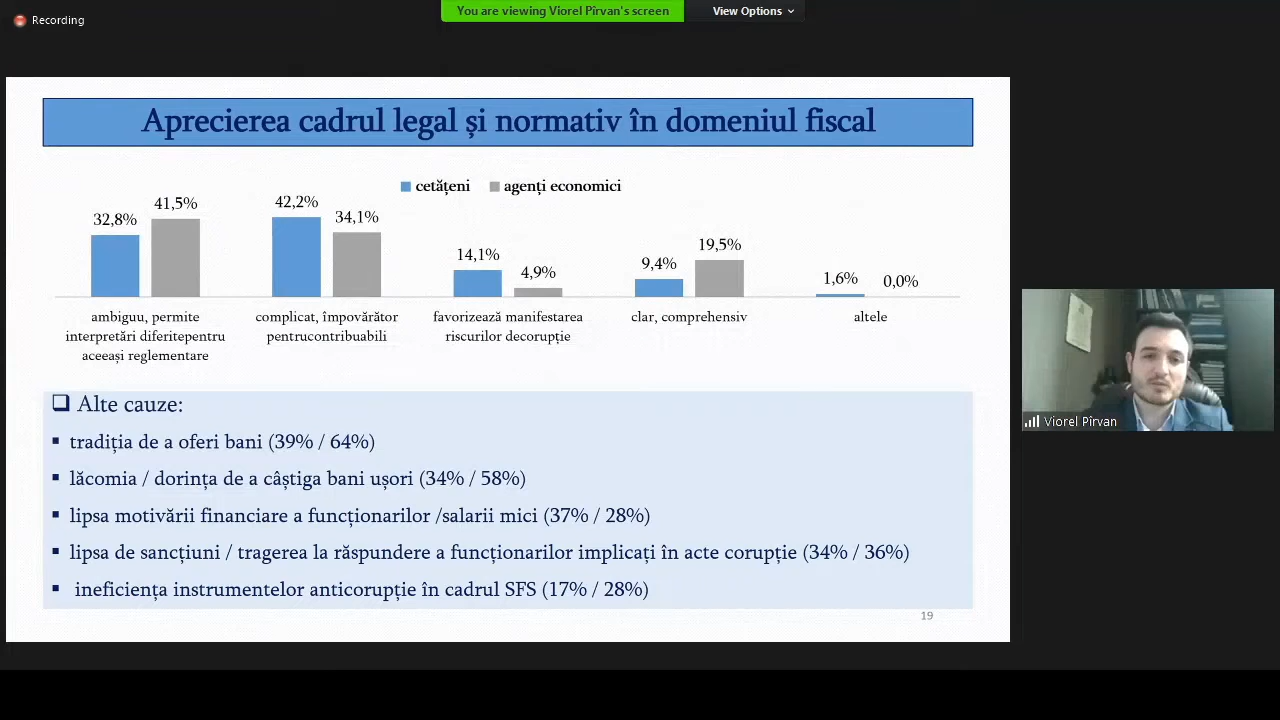 Recording
You are viewing Viorel Pîrvan's screen
View Options
Aprecierea cadrul legal și normativ în domeniul fiscal
cetățeni
agenți economici
32,8%
41,5%
42,2%
34,1%
14,1%
4,9%
9,4%
19,5%
1,6%
0,0%
ambiguu, permite
interpretări diferitepentru
aceeași reglementare
complicat, împovărător
pentrucontribuabili
favorizează manifestarea
riscurilor decorupție
clar, comprehensiv
altele
Alte cauze:
tradiția de a oferi bani (39% / 64%)
lăcomia / dorința de a câștiga bani ușori (34% / 58%)
lipsa motivării financiare a funcționarilor /salarii mici (37% / 28%)
lipsa de sancțiuni / tragerea la răspundere a funcționarilor implicați în acte corupție (34% / 36%)
ineficiența instrumentelor anticorupție în cadrul SFS (17% / 28%)
19
Viorel Pîrvan